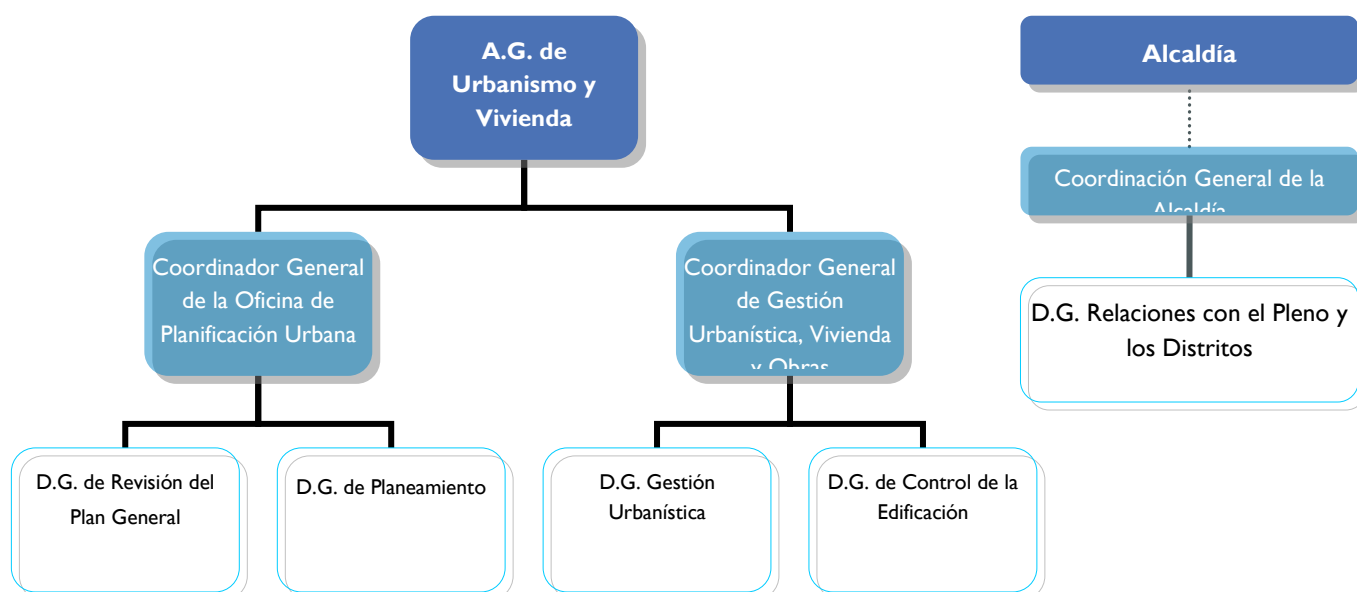 A.G. de
Urbanismo y
Vivienda
Alcaldía
Coordinación General de la
Alcaldía
Coordinador General
de la Oficina de
Planificación Urbana
Coordinador General
de Gestión
Urbanística, Vivienda
y Obras
D.G. Relaciones con el Pleno y
los Distritos
D.G. de Revisión del
Plan General
D.G. de Planeamiento
D.G. Gestión
Urbanística
D.G. de Control de la
Edificación